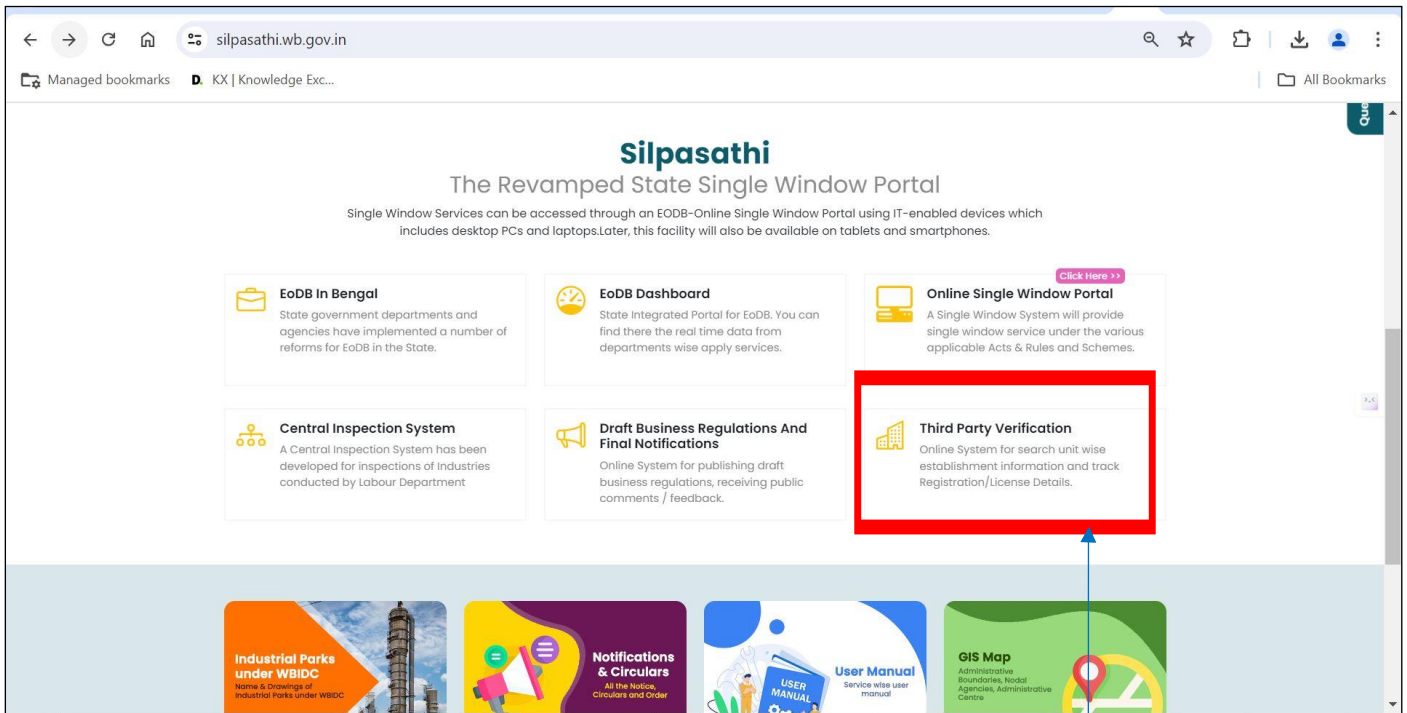 silpasathi.wb.gov.in
Managed bookmarks
D. KX | Knowledge Exc...
All Bookmarks
Que
Silpasathi
The Revamped State Single Window Portal
Single Window Services can be accessed through an EODB-Online Single Window Portal using IT-enabled devices which
includes desktop PCs and laptops.Later, this facility will also be available on tablets and smartphones.
EoDB In Bengal
State government departments and
agencies have implemented a number of
reforms for EoDB in the State.
EoDB Dashboard
State Integrated Portal for EoDB. You can
find there the real time data from
departments wise apply services.
Click Here >>
Online Single Window Portal
A Single Window System will provide
single window service under the various
applicable Acts & Rules and Schemes.
Central Inspection System
A Central Inspection System has been
developed for inspections of Industries
conducted by Labour Department
Draft Business Regulations And
Final Notifications
Online System for publishing draft
business regulations, receiving public
comments / feedback.
Third Party Verification
Online System for search unit wise
establishment information and track
Registration/License Details.
Industrial Parks
under WBIDC
Name & Drawings of
Industrial Parks under WBIDC
Notifications
& Circulars
All the Notice,
Circulars and Order
USER
MANUAL
User Manual
Service wise user
manual
GIS Map
Administrative
Boundaries, Nodal
Agencies, Administrative
Centre